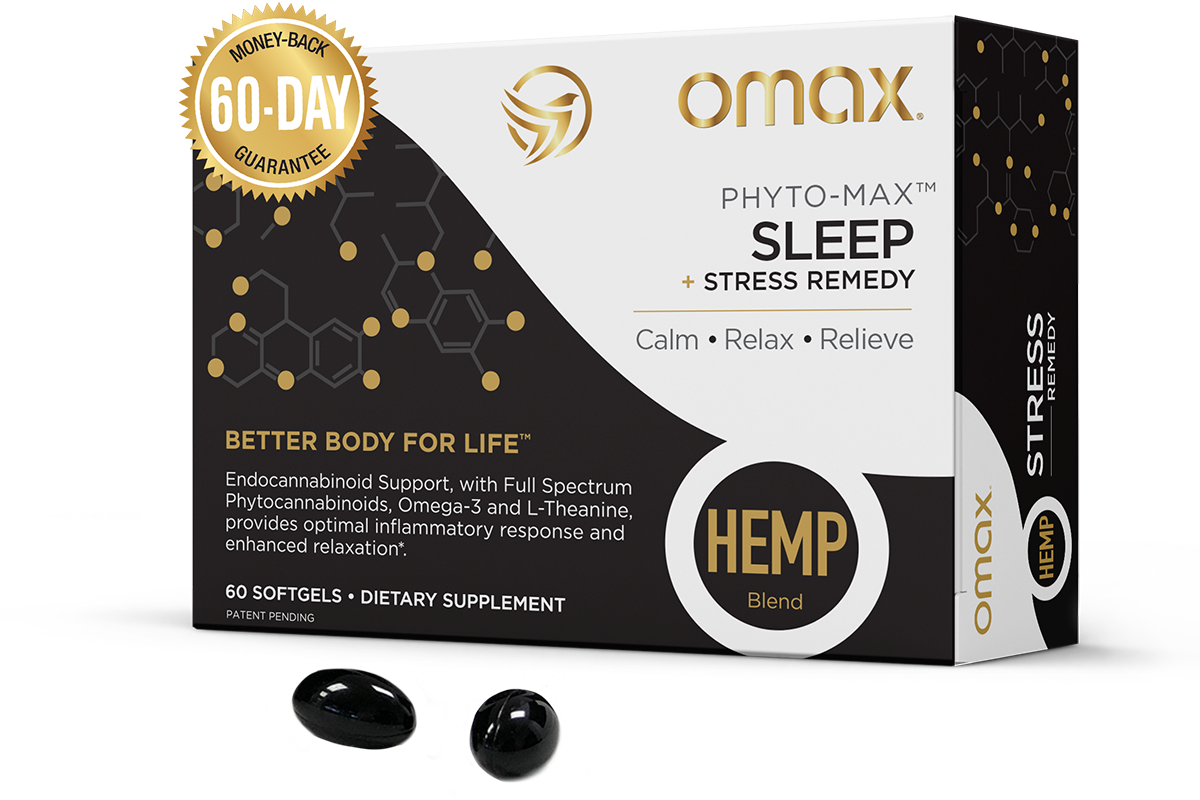 MONEY-BACK
60-DAY
GUARANTEE
omax®
PHYTO-MAX™
SLEEP
+ STRESS REMEDY
Calm • Relax • Relieve
BETTER BODY FOR LIFE™
Endocannabinoid Support, with Full Spectrum
Phytocannabinoids, Omega-3 and L-Theanine,
provides optimal inflammatory response and
enhanced relaxation*.
60 SOFTGELS • DIETARY SUPPLEMENT
PATENT PENDING
HEMP
Blend
STRESS
REMEDY
omax
HEMP